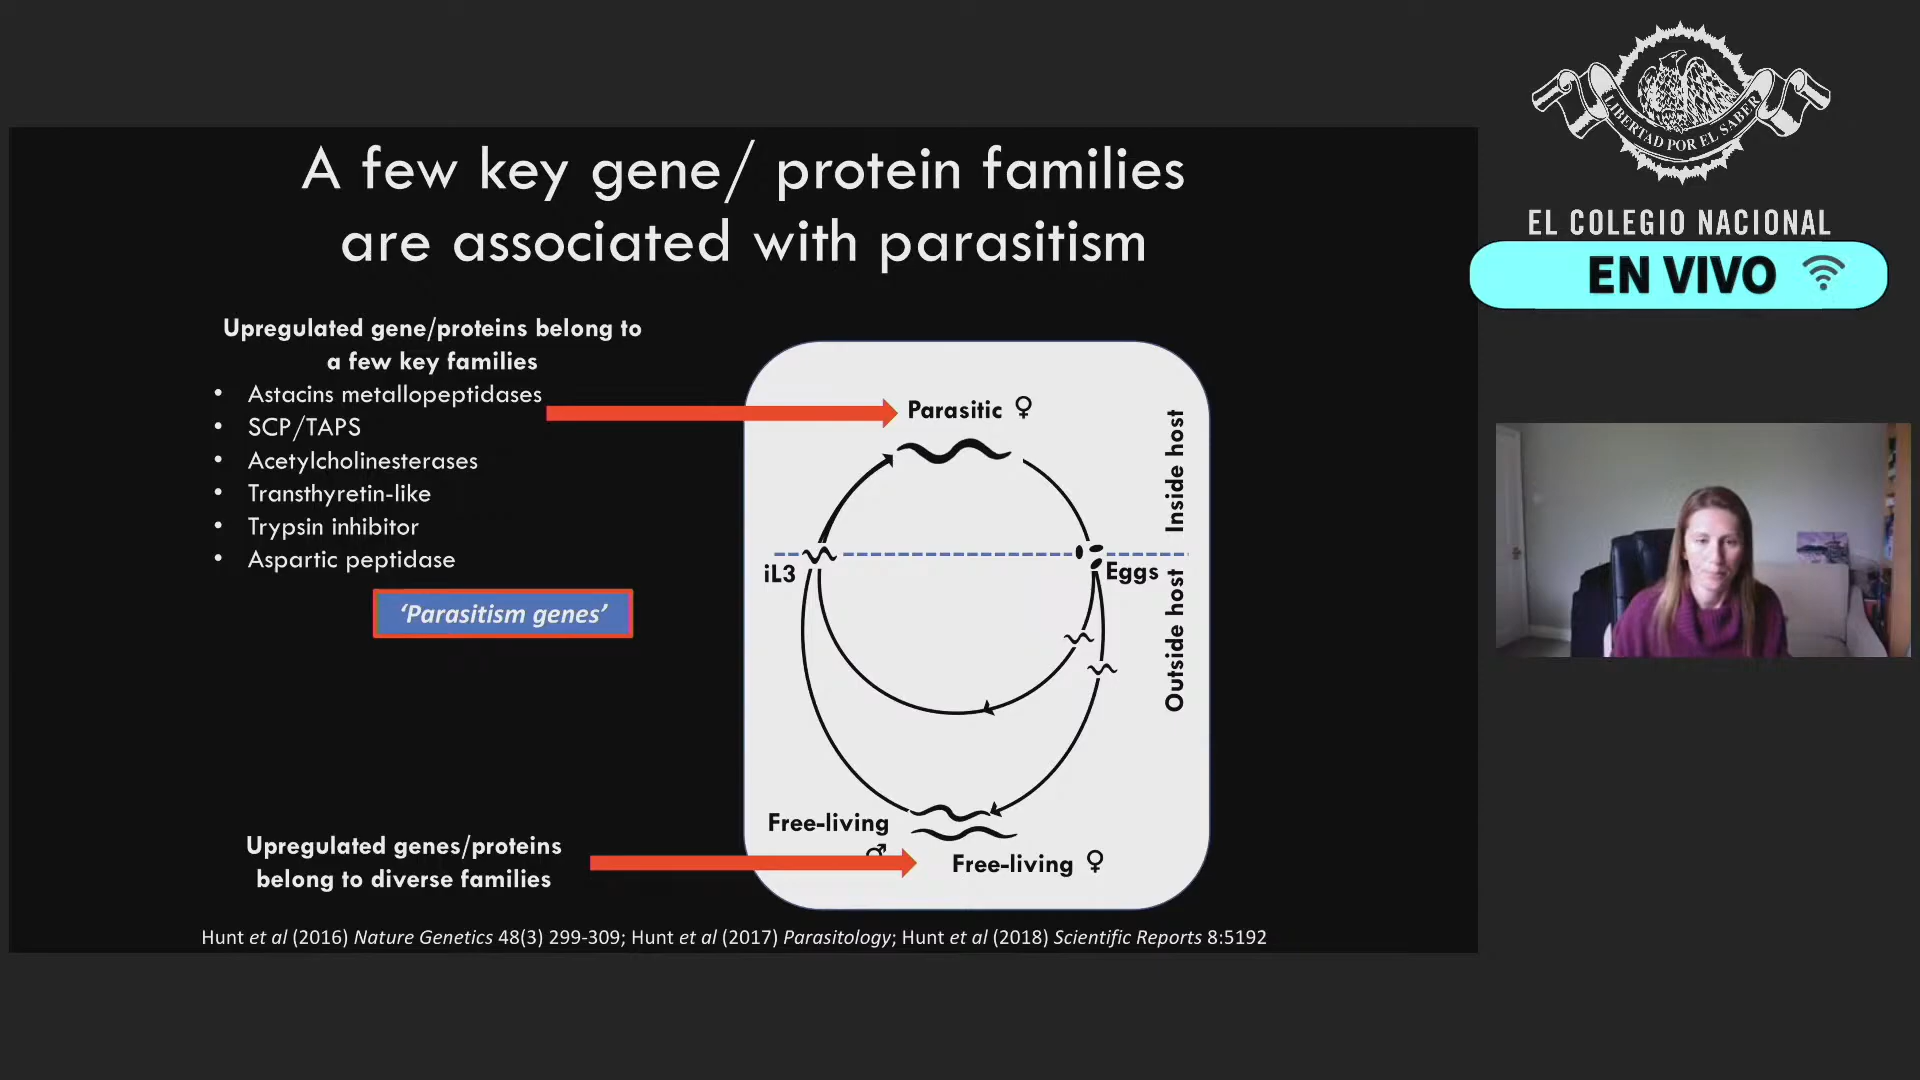 A few key gene/ protein families
are associated with parasitism
Upregulated gene/proteins belong to
a few key families
• Astacins metallopeptidases
• SCP/TAPS
• Acetylcholinesterases
• Transthyretin-like
• Trypsin inhibitor
• Aspartic peptidase
'Parasitism genes'
Upregulated genes/proteins
belong to diverse families
Parasitic ♀
Inside host
iL3
Eggs
Outside host
Free-living
♂
Free-living ♀
Hunt et al (2016) Nature Genetics 48(3) 299-309; Hunt et al (2017) Parasitology; Hunt et al (2018) Scientific Reports 8:5192
LIBERTAD POR EL SABER
EL COLEGIO NACIONAL
EN VIVO